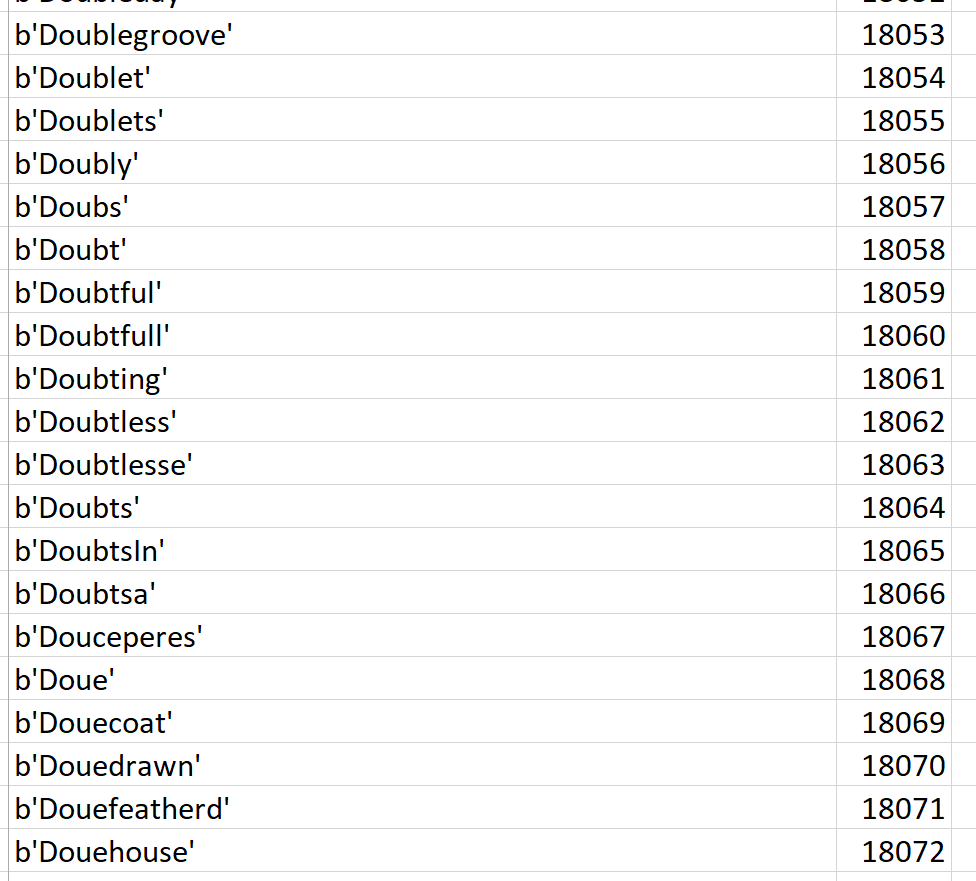 b'Doublegroove' 18053
b'Doublet' 18054
b'Doublets' 18055
b'Doubly' 18056
b'Doubs' 18057
b'Doubt' 18058
b'Doubtful' 18059
b'Doubtfull' 18060
b'Doubting' 18061
b'Doubtless' 18062
b'Doubtlesse' 18063
b'Doubts' 18064
b'DoubtsIn' 18065
b'Doubtsa' 18066
b'Douceperes' 18067
b'Doue' 18068
b'Douecoat' 18069
b'Douedrawn' 18070
b'Douefeatherd' 18071
b'Douehouse' 18072